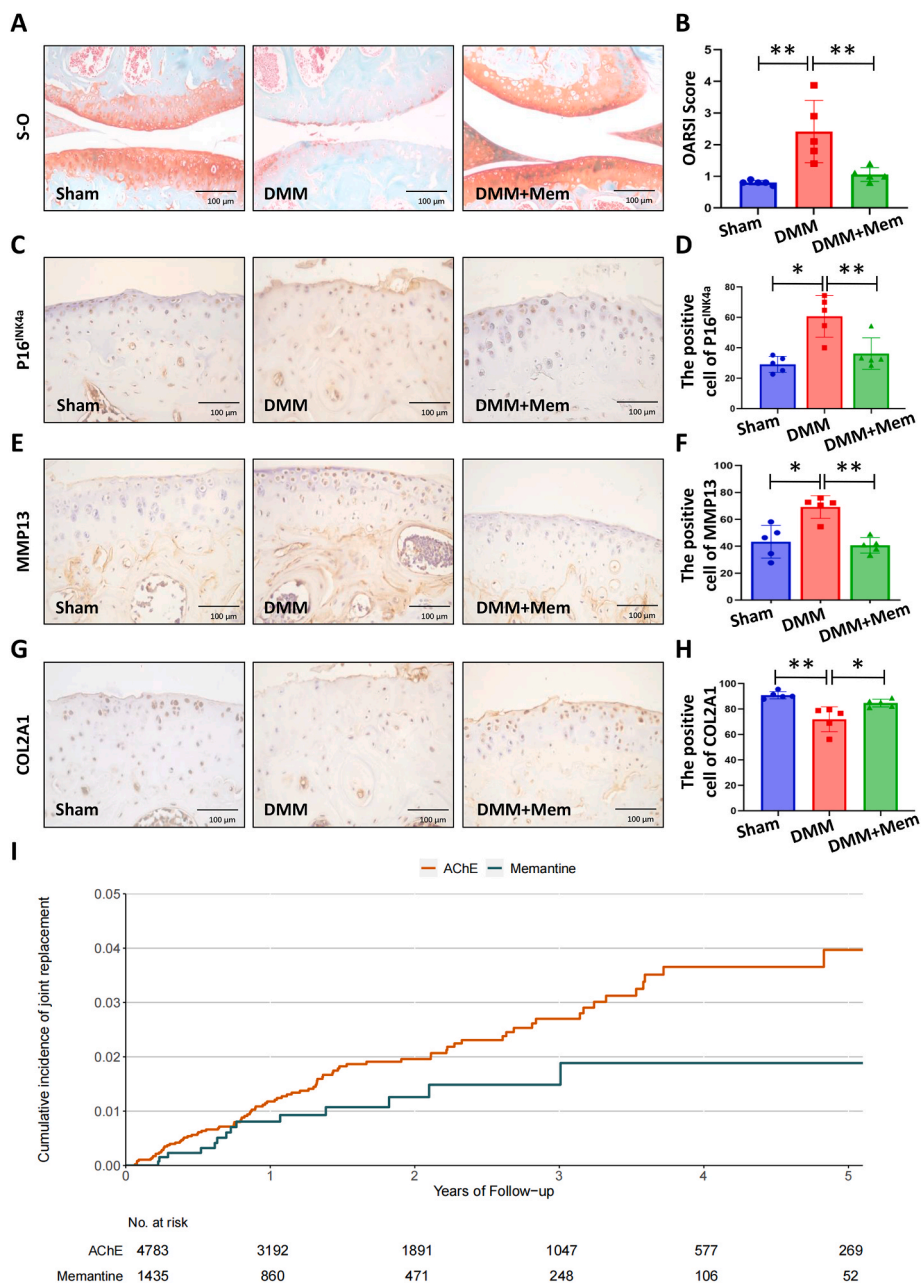 A
S-O
Sham
100 µm
DMM
100 µm
DMM+Mem
100 µm
B
OARSI Score
5
4
3
2
1
0
** **
Sham
DMM
DMM+Mem
C
P16INK4a
Sham
100 µm
DMM
100 µm
DMM+Mem
100 µm
D
The positive
cell of P16INK4a
80
60
40
20
0
* **
Sham
DMM
DMM+Mem
E
MMP13
Sham
100 µm
DMM
100 µm
DMM+Mem
100 µm
F
The positive
cell of MMP13
100
80
60
40
20
0
* **
Sham
DMM
DMM+Mem
G
COL2A1
Sham
100 µm
DMM
100 µm
DMM+Mem
100 µm
H
The positive
cell of COL2A1
100
80
60
40
20
0
** *
Sham
DMM
DMM+Mem
I
AChE Memantine
Cumulative incidence of joint replacement
0.05
0.04
0.03
0.02
0.01
0.00
0 1 2 3 4 5
Years of Follow-up
No. at risk
AChE 4783 3192 1891 1047 577 269
Memantine 1435 860 471 248 106 52